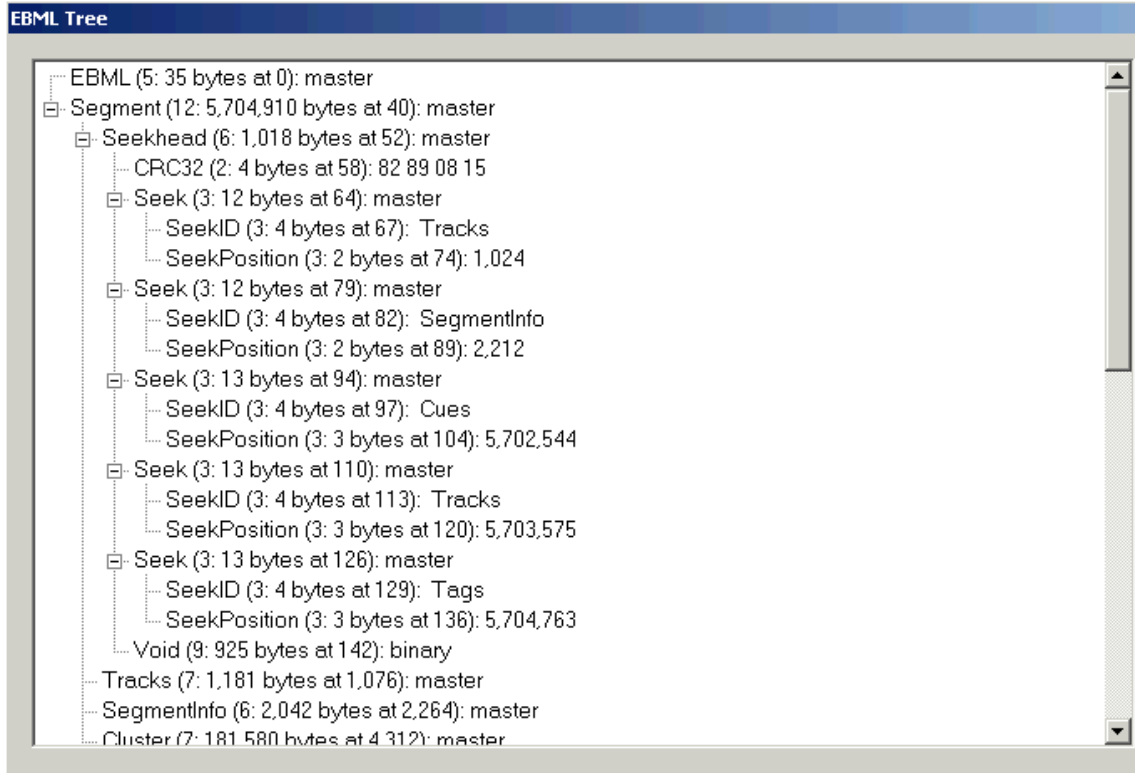 EBML Tree
EBML (5: 35 bytes at 0): master
Segment (12: 5,704,910 bytes at 40): master
Seekhead (6: 1,018 bytes at 52): master
CRC32 (2: 4 bytes at 58): 82 89 08 15
Seek (3: 12 bytes at 64): master
SeekID (3: 4 bytes at 67): Tracks
SeekPosition (3: 2 bytes at 74): 1,024
Seek (3: 12 bytes at 79): master
SeekID (3: 4 bytes at 82): SegmentInfo
SeekPosition (3: 2 bytes at 89): 2,212
Seek (3: 13 bytes at 94): master
SeekID (3: 4 bytes at 97): Cues
SeekPosition (3: 3 bytes at 104): 5,702,544
Seek (3: 13 bytes at 110): master
SeekID (3: 4 bytes at 113): Tracks
SeekPosition (3: 3 bytes at 120): 5,703,575
Seek (3: 13 bytes at 126): master
SeekID (3: 4 bytes at 129): Tags
SeekPosition (3: 3 bytes at 136): 5,704,763
Void (9: 925 bytes at 142): binary
Tracks (7: 1,181 bytes at 1,076): master
SegmentInfo (6: 2,042 bytes at 2,264): master
Cluster (7: 181,580 bytes at 4,312): master